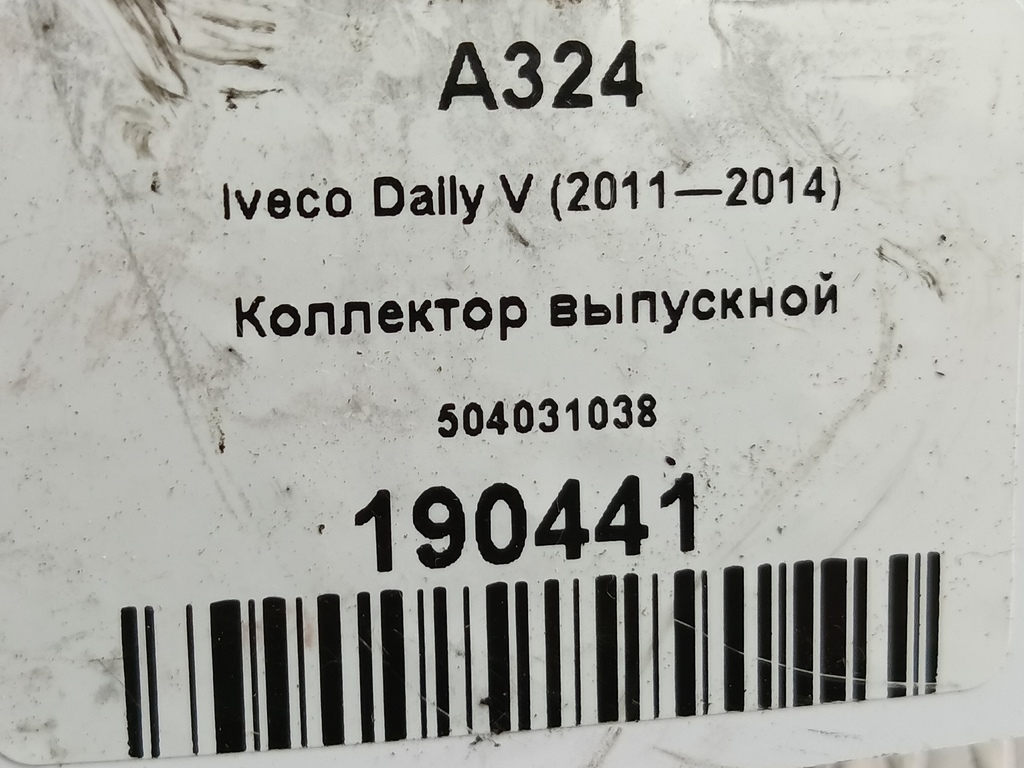 A324
Iveco Daily V (2011—2014)
Коллектор выпускной
504031038
190441